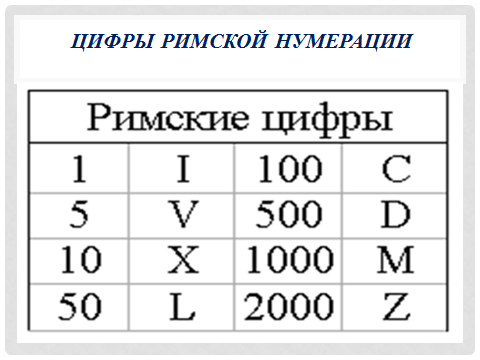 ЦИФРЫ РИМСКОЙ НУМЕРАЦИИ
Римские цифры
1 I 100 C
5 V 500 D
10 X 1000 M
50 L 2000 Z